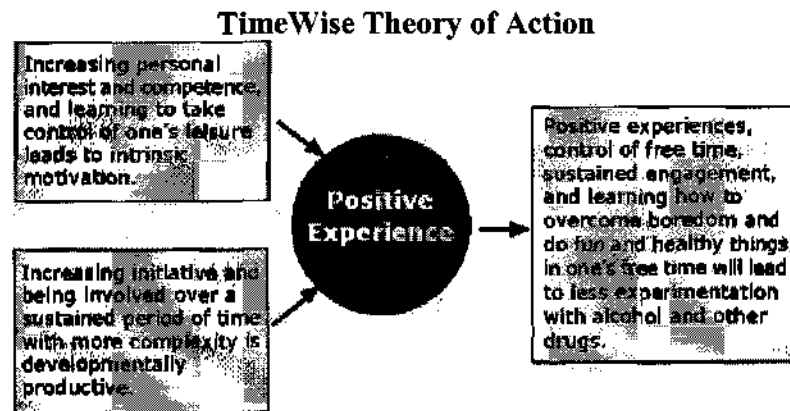 TimeWise Theory of Action
Increasing personal
interest and competence,
and learning to take
control of one's leisure
leads to intrinsic
motivation.
Increasing initiative and
being involved over a
sustained period of time
with more complexity is
developmentally
productive.
Positive
Experience
Positive experiences,
control of free time,
sustained engagement,
and learning how to
overcome boredom and
do fun and healthy things
in one's free time will lead
to less experimentation
with alcohol and other
drugs.